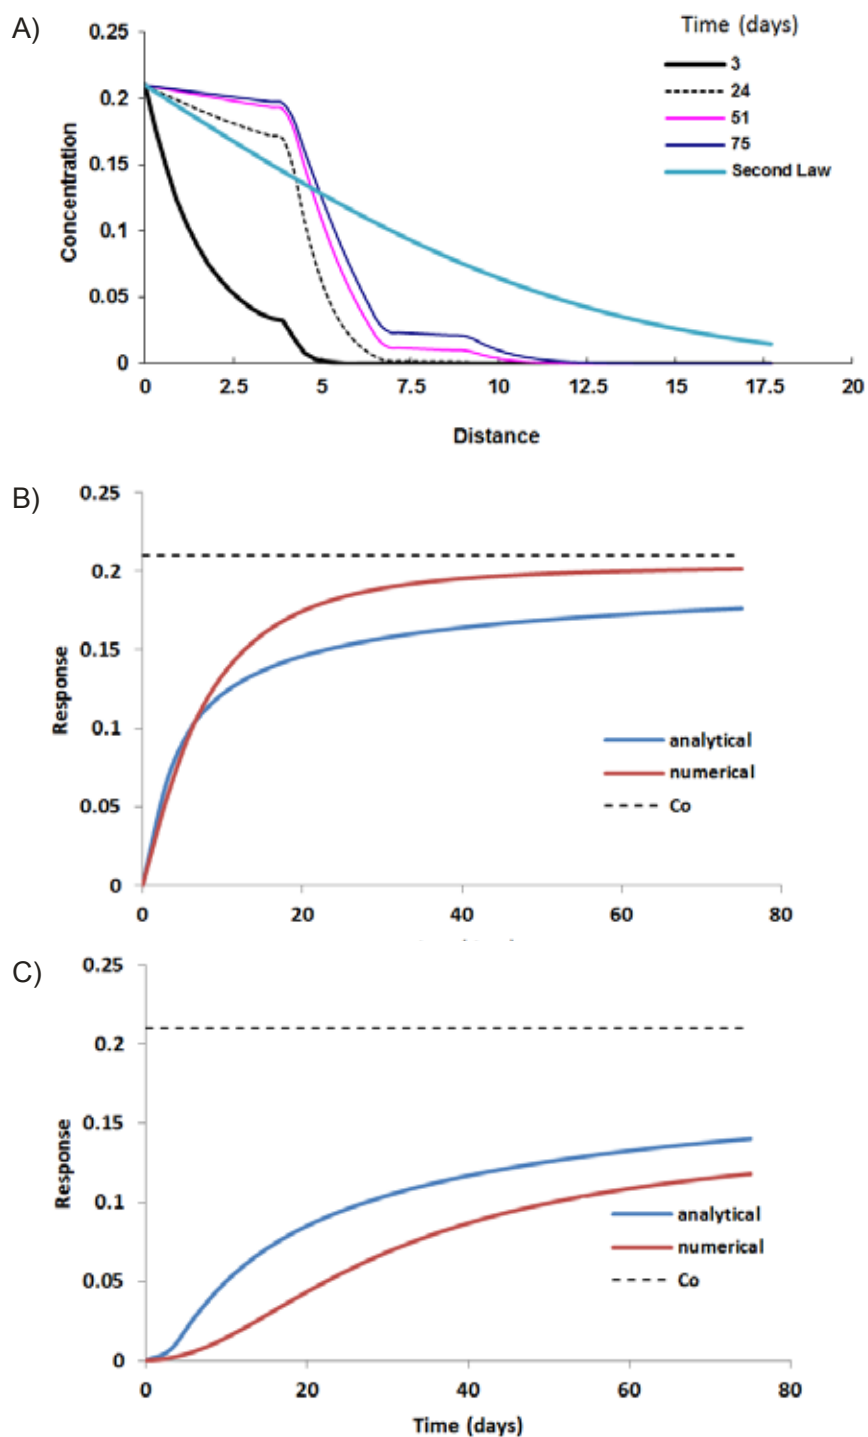 A)
Time (days)
3
24
51
75
Second Law
Concentration
0.25
0.2
0.15
0.1
0.05
0
0 2.5 5 7.5 10 12.5 15 17.5 20
Distance
B)
Response
0.25
0.2
0.15
0.1
0.05
0
analytical
numerical
Co
0 20 40 60 80
C)
Response
0.25
0.2
0.15
0.1
0.05
0
analytical
numerical
Co
0 20 40 60 80
Time (days)